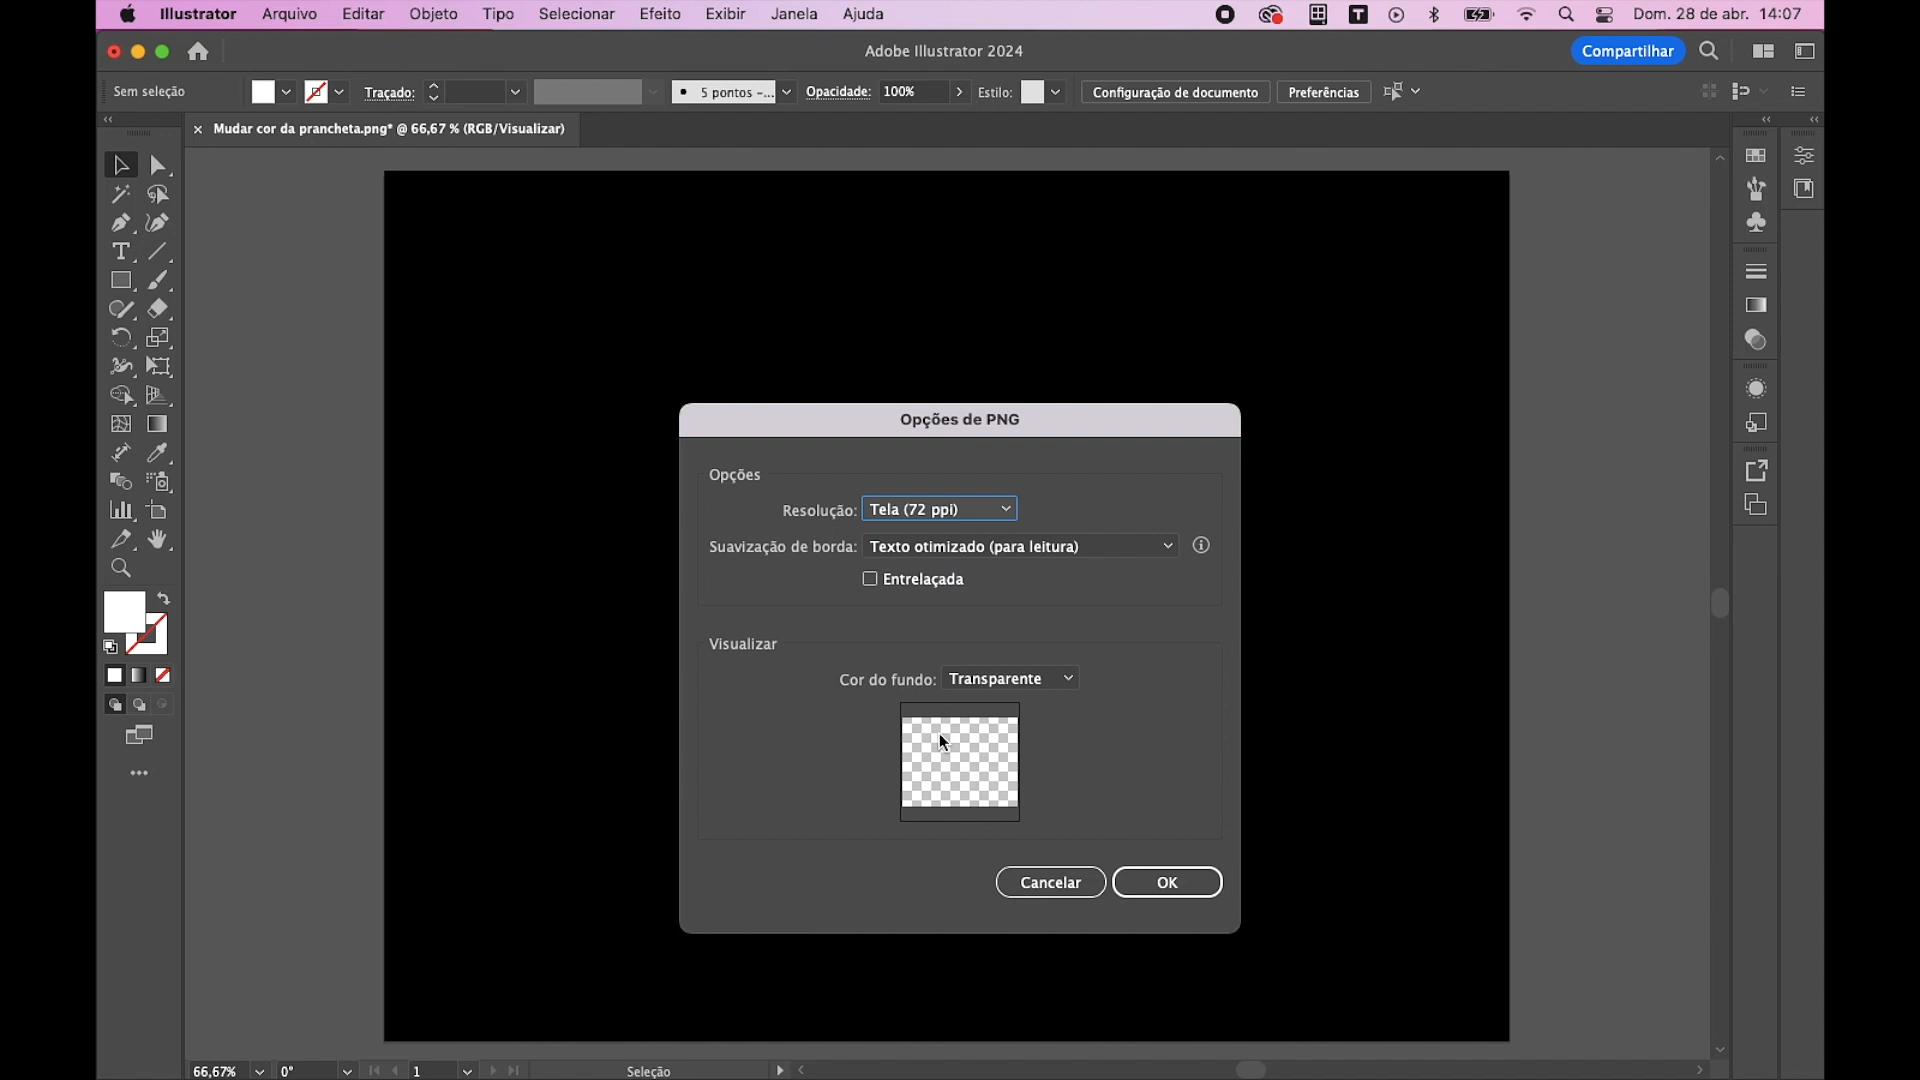 Illustrator Arquivo Editar Objeto Tipo Selecionar Efeito Exibir Janela Ajuda Dom. 28 de abr. 14:07
Adobe Illustrator 2024
Compartilhar
Sem seleção
Traçado:
5 pontos -...
Opacidade:
100%
Estilo:
Configuração de documento
Preferências
Mudar cor da prancheta.png* @ 66,67 % (RGB/Visualizar)
Opções de PNG
Opções
Resolução: Tela (72 ppi)
Suavização de borda: Texto otimizado (para leitura)
Entrelaçada
Visualizar
Cor do fundo: Transparente
Cancelar OK
66,67% 0° 1 Seleção